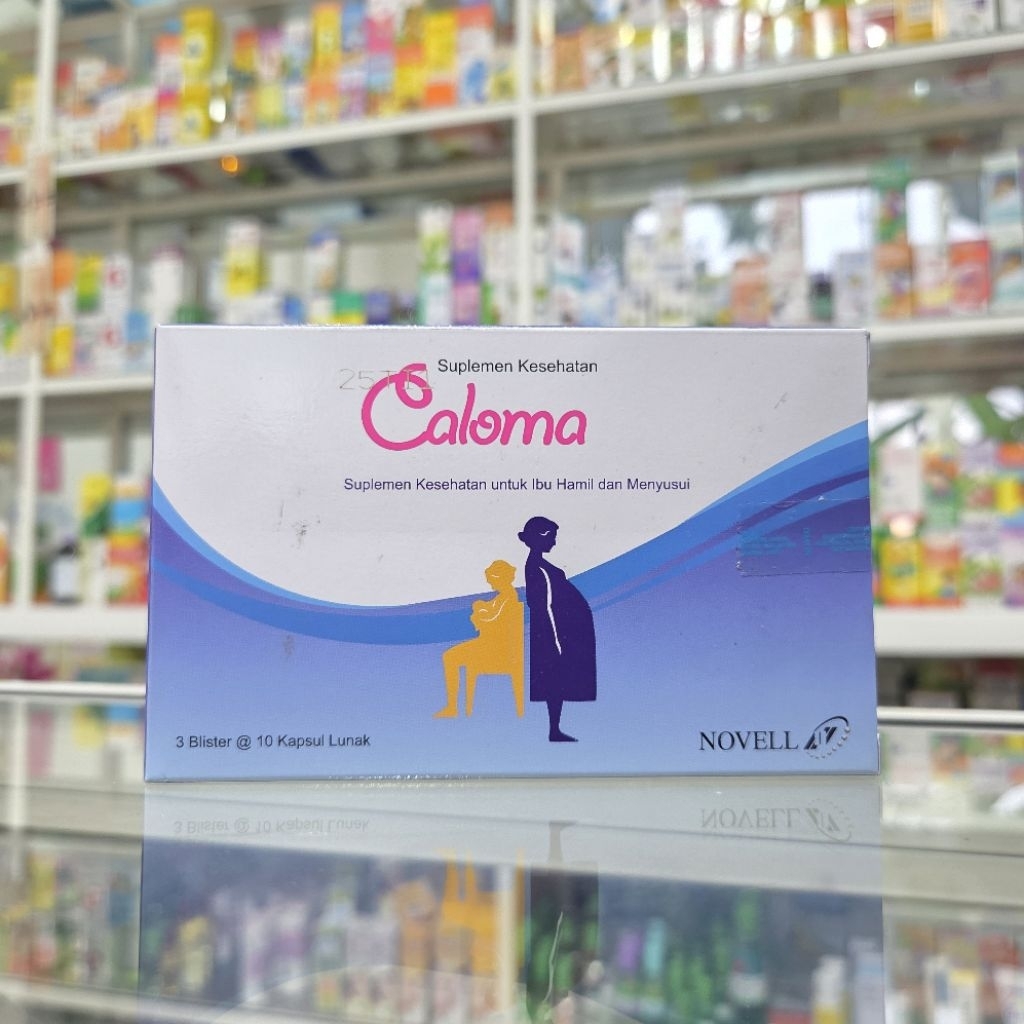 Suplemen Kesehatan
Caloma
Suplemen Kesehatan untuk Ibu Hamil dan Menyusui
3 Blister @ 10 Kapsul Lunak
NOVELL